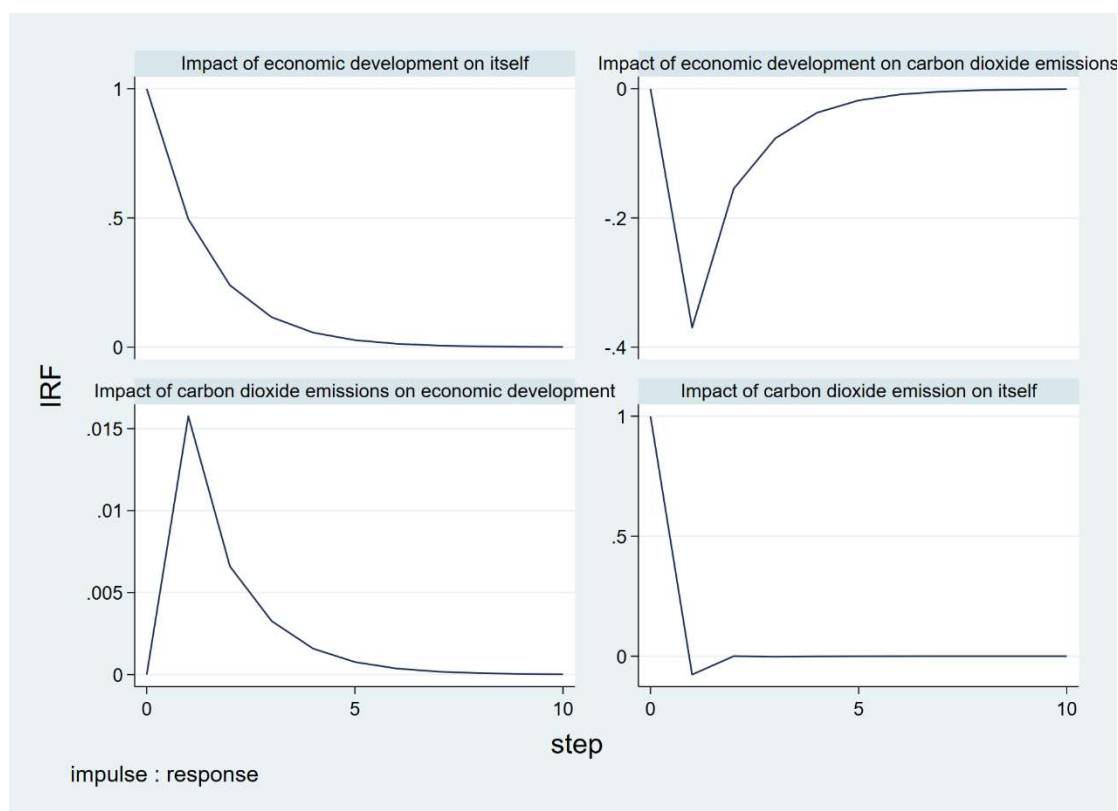 Impact of economic development on itself
Impact of economic development on carbon dioxide emissions
1
.5
0
0
-.2
-.4
IRF
Impact of carbon dioxide emissions on economic development
Impact of carbon dioxide emission on itself
.015
.01
.005
0
1
.5
0
0
5
10
0
5
10
step
impulse : response